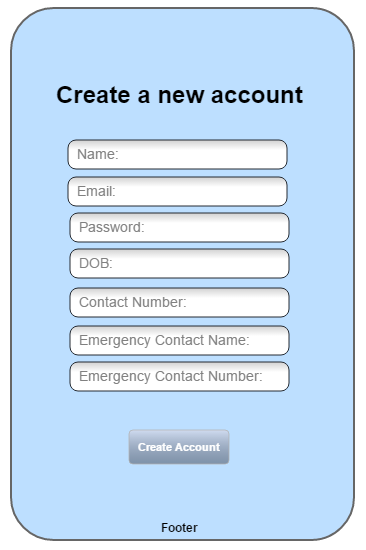 Create a new account
Name:
Email:
Password:
DOB:
Contact Number:
Emergency Contact Name:
Emergency Contact Number:
Create Account
Footer